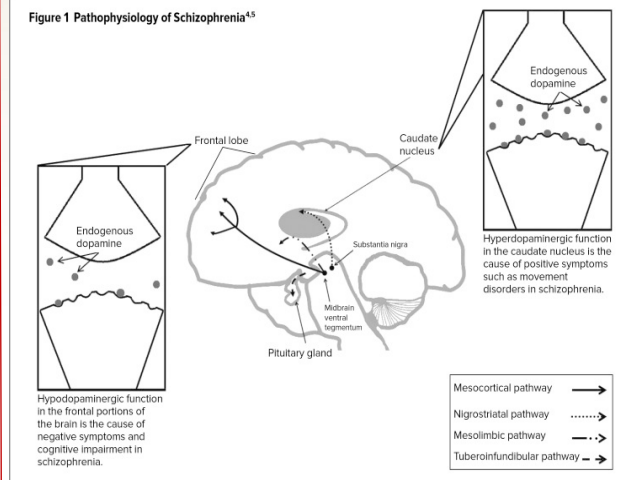 Figure 1 Pathophysiology of Schizophrenia4,5
Endogenous
dopamine
Frontal lobe
Caudate
nucleus
Endogenous
dopamine
Substantia nigra
Hyperdopaminergic function
in the caudate nucleus is the
cause of positive symptoms
such as movement
disorders in schizophrenia.
Midbrain
ventral
tegmentum
Pituitary gland
Hypodopaminergic function
in the frontal portions of
the brain is the cause of
negative symptoms and
cognitive impairment in
schizophrenia.
Mesocortical pathway
Nigrostriatal pathway
Mesolimbic pathway
Tuberoinfundibular pathway